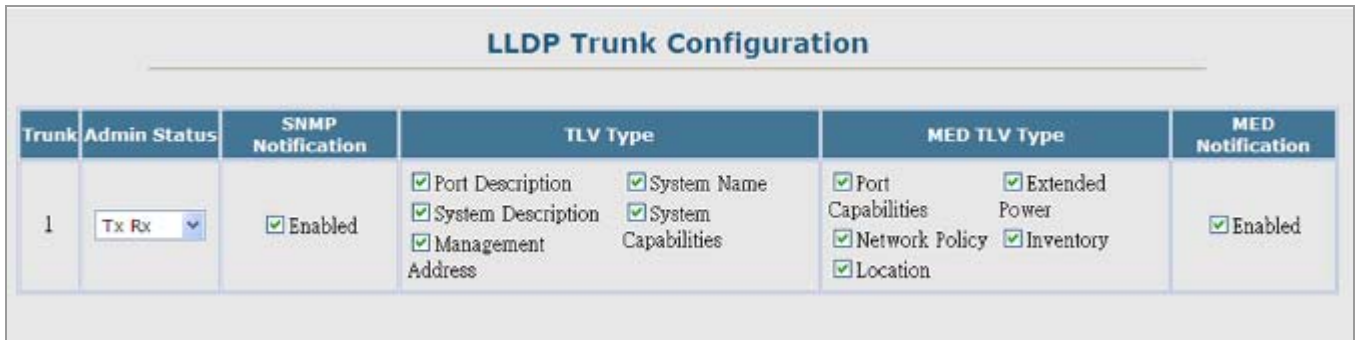 LLDP Trunk Configuration
Trunk
Admin Status
SNMP
Notification
TLV Type
MED TLV Type
MED
Notification
1
Tx Rx
Enabled
Port Description
System Name
System Description
System
Capabilities
Management
Address
Port
Capabilities
Extended
Power
Network Policy
Inventory
Location
Enabled